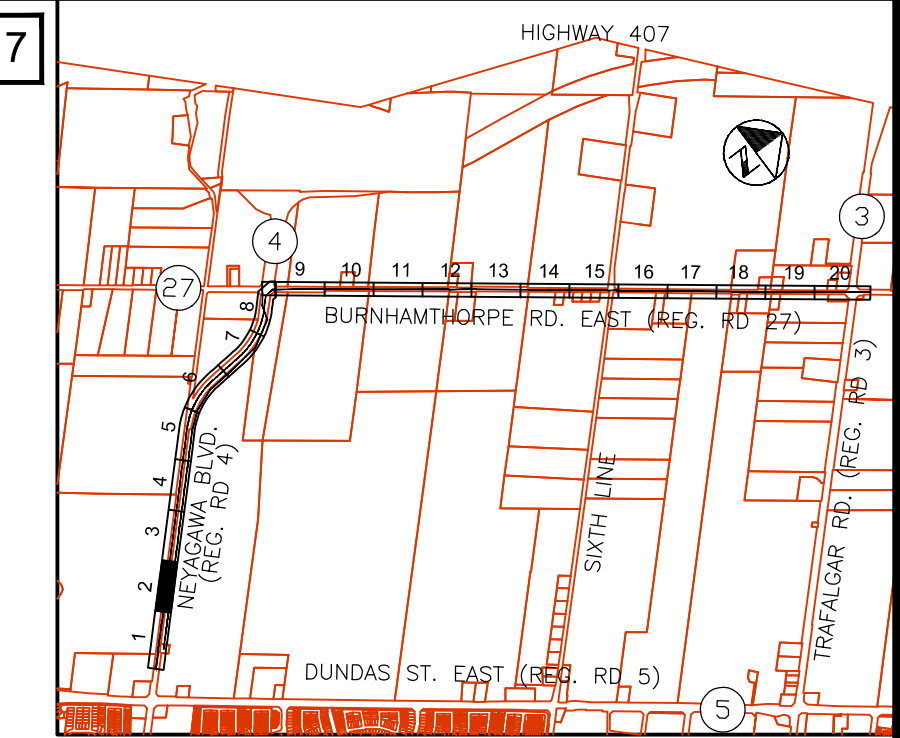 7
HIGHWAY 407
N
3
4
27
9 10 11 12 13 14 15 16 17 18 19 20
BURNHAMTHORPE RD. EAST (REG. RD 27)
8
7
6
5
4
3
2
1
NEYAGAWA BLVD.
(REG. RD 4)
SIXTH LINE
TRAFALGAR RD. (REG. RD 3)
DUNDAS ST. EAST (REG. RD 5)
5